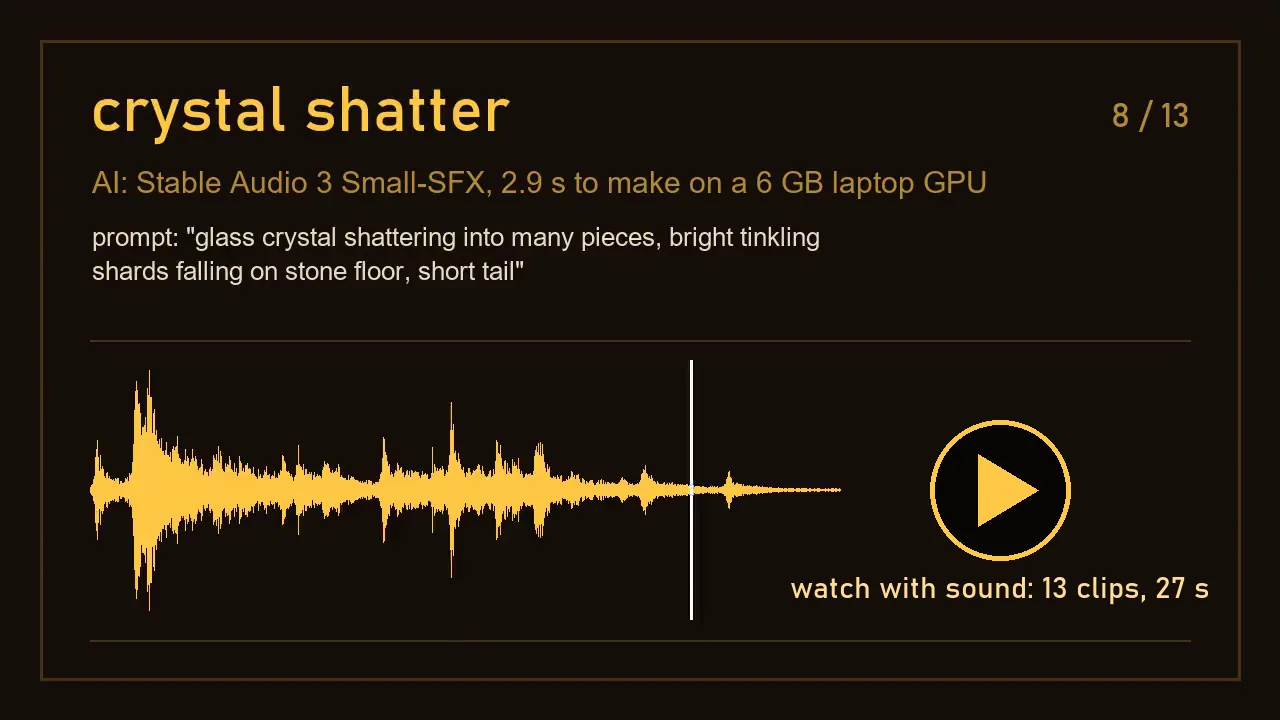 crystal shatter
8 / 13
AI: Stable Audio 3 Small-SFX, 2.9 s to make on a 6 GB laptop GPU
prompt: "glass crystal shattering into many pieces, bright tinkling
shards falling on stone floor, short tail"
watch with sound: 13 clips, 27 s